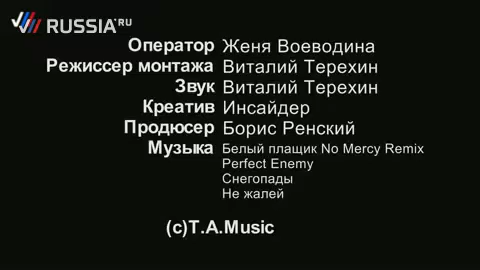 RUSSIA.RU
Оператор Женя Воеводина
Режиссер монтажа Виталий Терехин
Звук Виталий Терехин
Креатив Инсайдер
Продюсер Борис Ренский
Музыка Белый плащик No Mercy Remix
Perfect Enemy
Снегопады
Не жалей
(c)T.A.Music